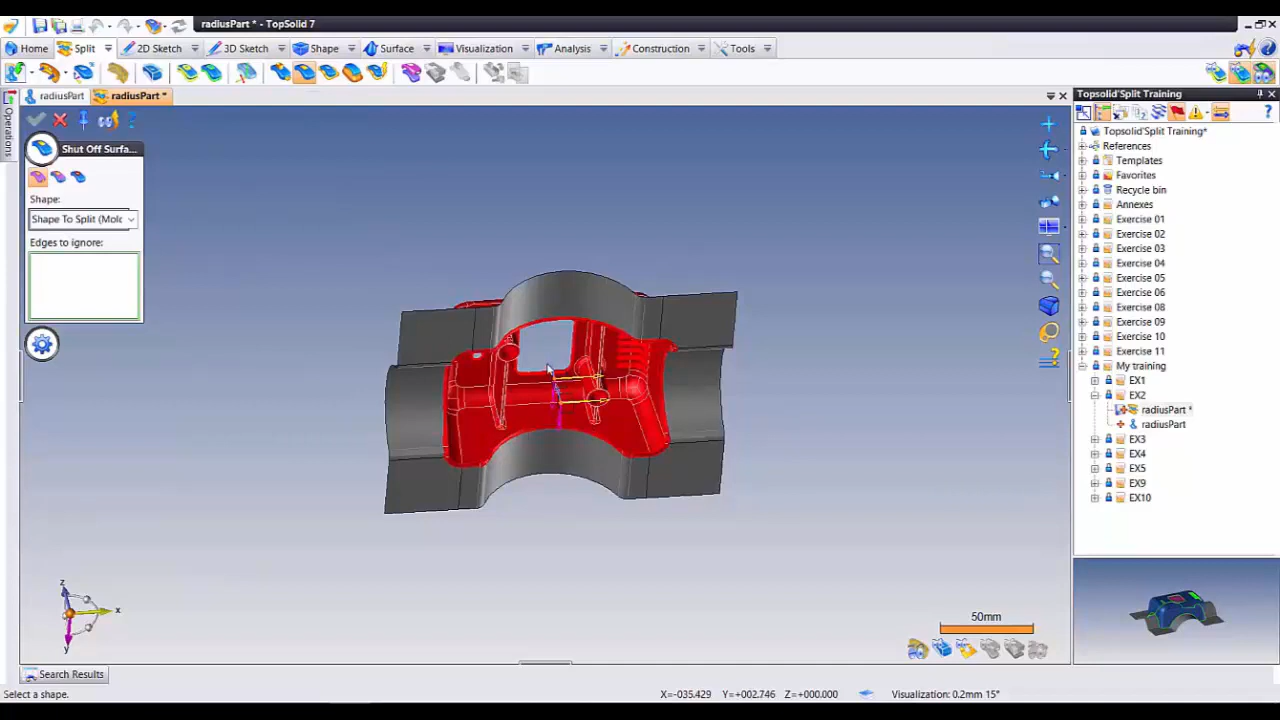 radiusPart * - TopSolid 7
Home
Split
2D Sketch
3D Sketch
Shape
Surface
Visualization
Analysis
Construction
Tools
radiusPart
radiusPart *
Topsolid'Split Training
Operations
Shut Off Surfa...
Shape:
Shape To Split (Mold
Edges to ignore:
Topsolid'Split Training*
References
Templates
Favorites
Recycle bin
Annexes
Exercise 01
Exercise 02
Exercise 03
Exercise 04
Exercise 05
Exercise 06
Exercise 08
Exercise 09
Exercise 10
Exercise 11
My training
EX1
EX2
radiusPart *
radiusPart
EX3
EX4
EX5
EX9
EX10
z
x
y
50mm
Search Results
Select a shape.
X=-035.429 Y=+002.746 Z=+000.000
Visualization: 0.2mm 15°